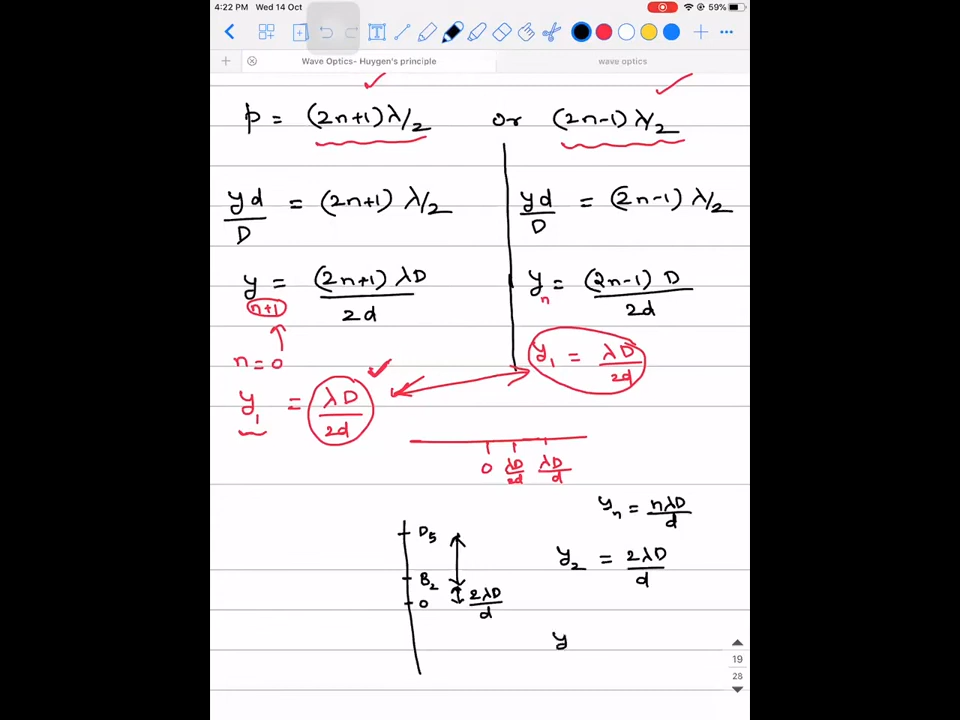 4:22 PM Wed 14 Oct 59%
Wave Optics- Huygen's principle wave optics
p = (2n+1) λ/2 or (2n-1) λ/2
yd/D = (2n+1) λ/2 yd/D = (2n-1) λ/2
y n+1 = (2n+1) λD/2d yn = (2n-1) D/2d
n = 0 y1 = λD/2d
y1 = λD/2d
0 λD/2d λD/d
yn = nλD/d
D5
y2 = 2λD/d
B2
0 2λD/d
y
19
28